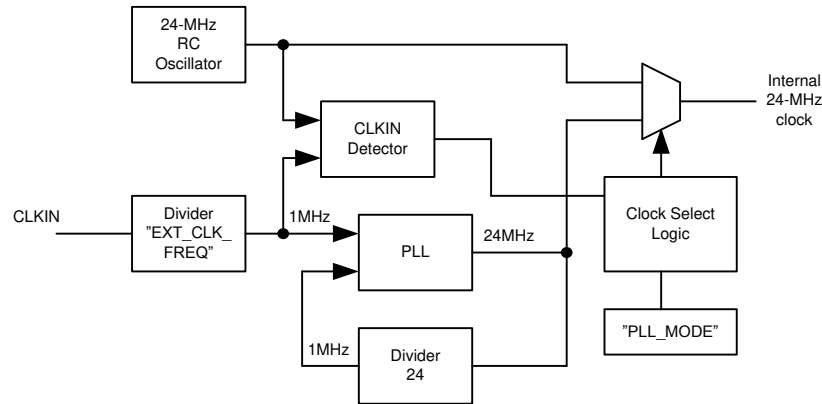 24-MHz
RC
Oscillator
CLKIN
Detector
Internal
24-MHz
clock
CLKIN
Divider
"EXT_CLK_
FREQ"
1MHz
PLL
24MHz
Clock Select
Logic
1MHz
Divider
24
"PLL_MODE"